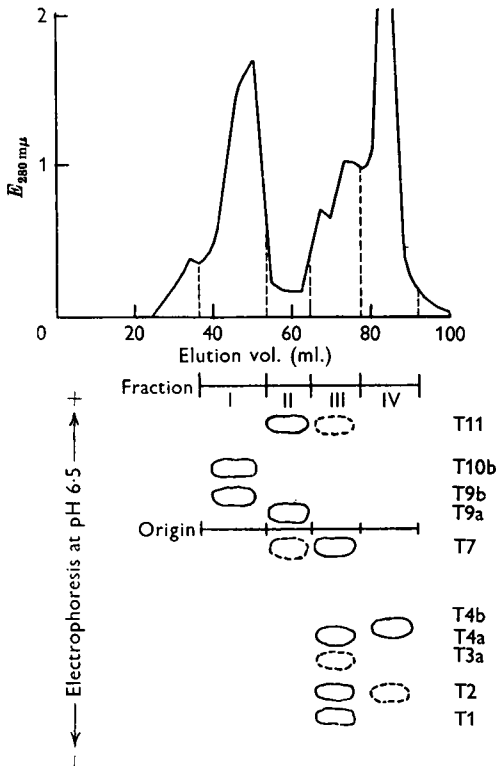 2
1
0
E280 mμ
0
20
40
60
80
100
Elution vol. (ml.)
Fraction
I
II
III
IV
+
T11
T10b
T9b
T9a
Origin
T7
T4b
T4a
T3a
T2
T1
Electrophoresis at pH 6·5
–